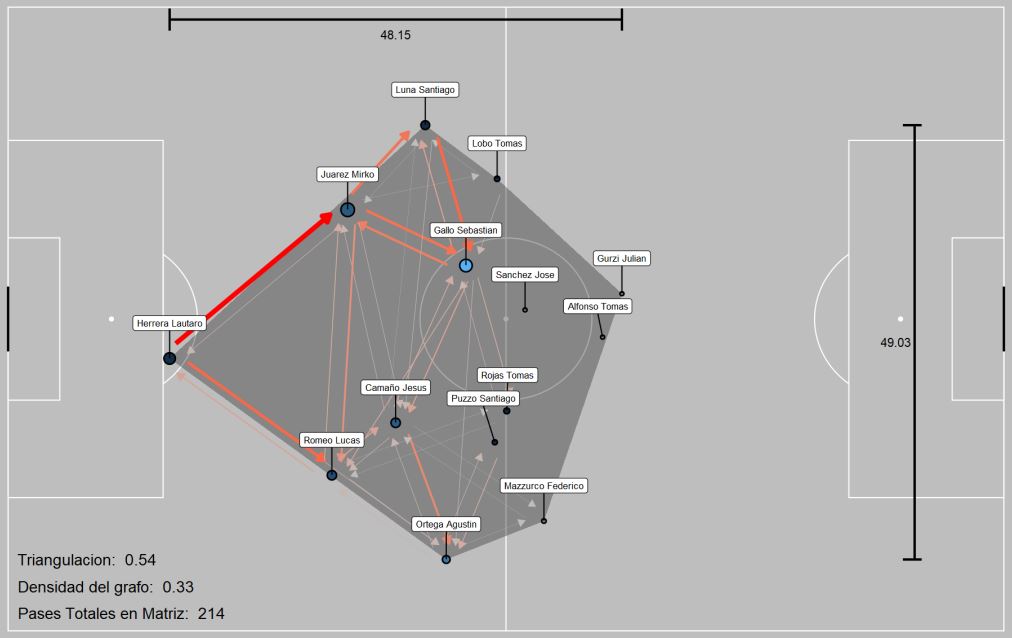 48.15
Luna Santiago
Lobo Tomas
Juarez Mirko
Gallo Sebastian
Gurzi Julian
Sanchez Jose
Alfonso Tomas
Herrera Lautaro
49.03
Rojas Tomas
Camaño Jesus
Puzzo Santiago
Romeo Lucas
Mazzurco Federico
Ortega Agustin
Triangulacion: 0.54
Densidad del grafo: 0.33
Pases Totales en Matriz: 214